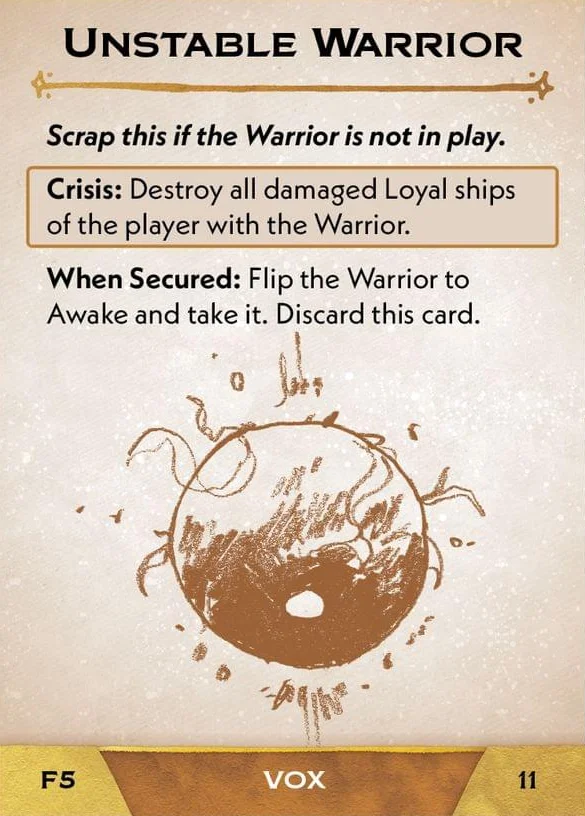 Unstable Warrior
Scrap this if the Warrior is not in play.
Crisis: Destroy all damaged Loyal ships
of the player with the Warrior.
When Secured: Flip the Warrior to
Awake and take it. Discard this card.
F5 VOX 11